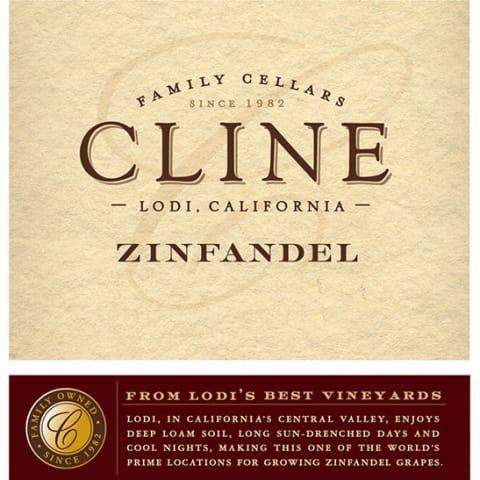 FAMILY CELLARS
SINCE 1982
CLINE
— LODI, CALIFORNIA —
ZINFANDEL
FAMILY OWNED
C
SINCE 1982
FROM LODI'S BEST VINEYARDS
LODI, IN CALIFORNIA'S CENTRAL VALLEY, ENJOYS
DEEP LOAM SOIL, LONG SUN-DRENCHED DAYS AND
COOL NIGHTS, MAKING THIS ONE OF THE WORLD'S
PRIME LOCATIONS FOR GROWING ZINFANDEL GRAPES.